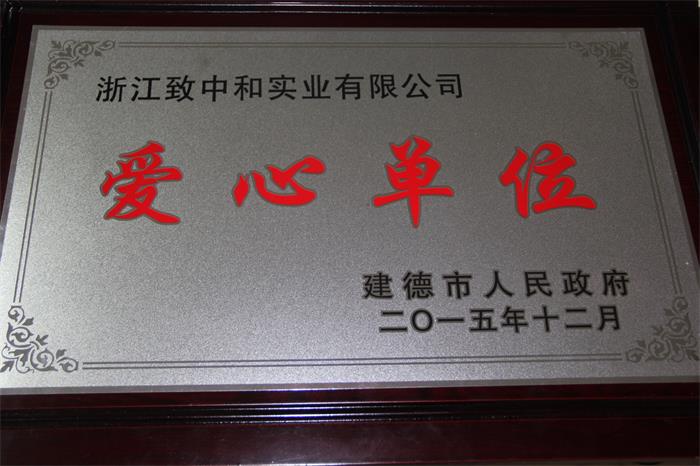 浙江致中和实业有限公司
爱心单位
建德市人民政府
二〇一五年十二月